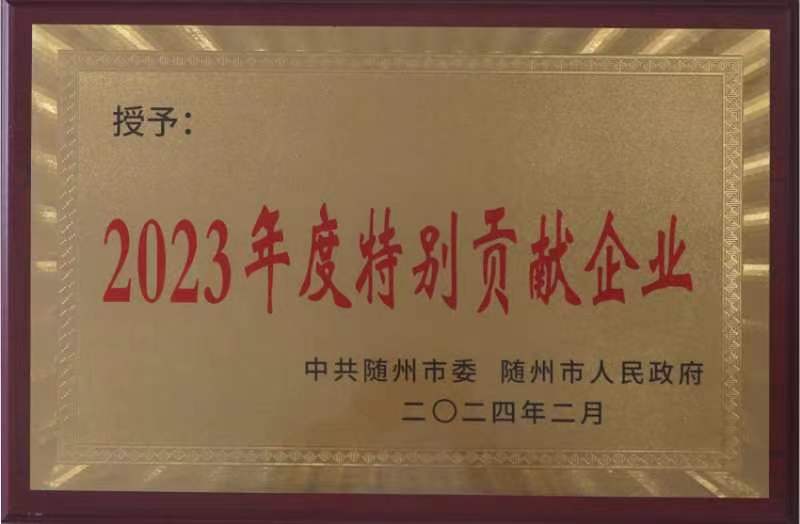 授予：
2023年度特别贡献企业
中共随州市委 随州市人民政府
二〇二四年二月